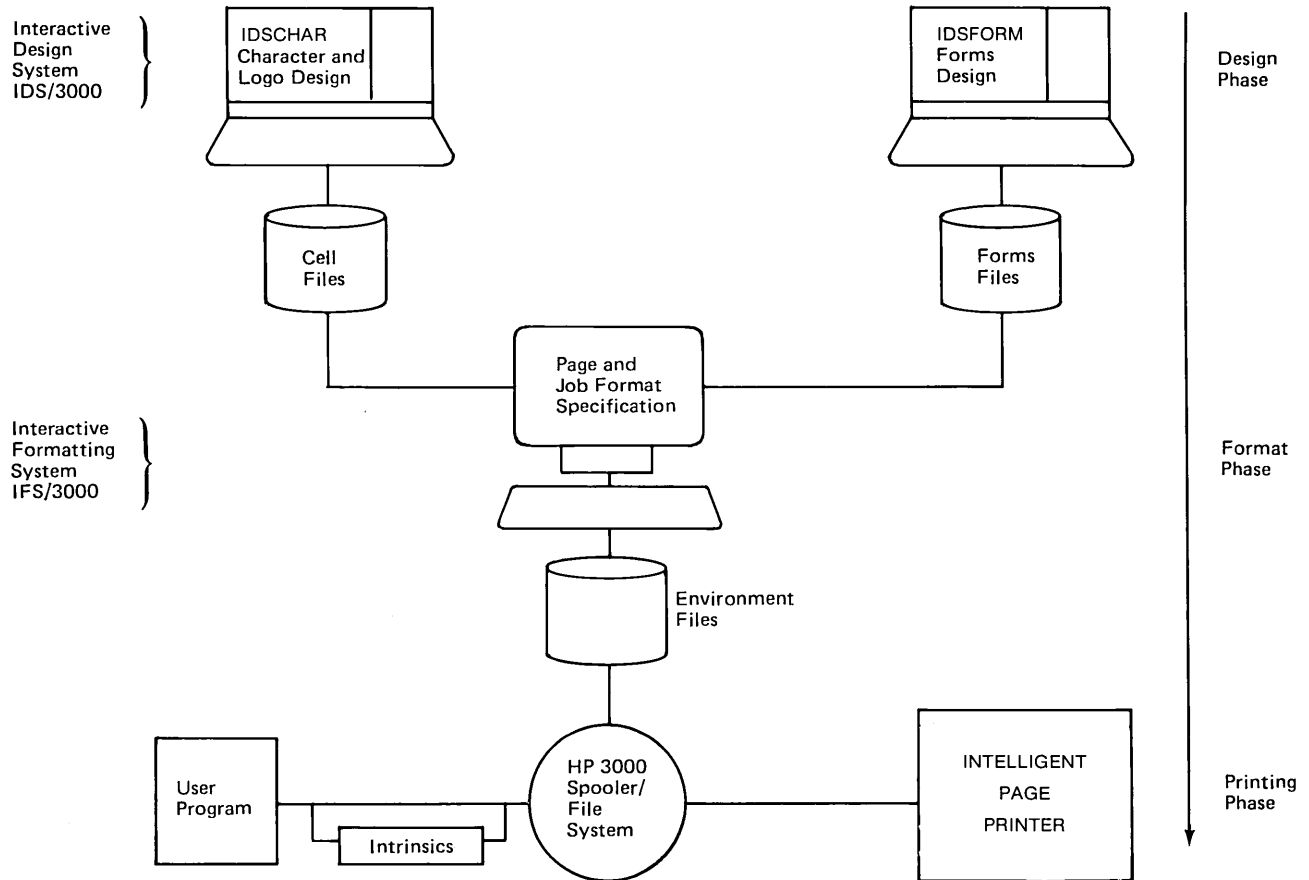 Interactive
Design
System
IDS/3000
IDSCHAR
Character and
Logo Design
IDSFORM
Forms
Design
Design
Phase
Cell
Files
Forms
Files
Page and
Job Format
Specification
Interactive
Formatting
System
IFS/3000
Format
Phase
Environment
Files
User
Program
Intrinsics
HP 3000
Spooler/
File
System
INTELLIGENT
PAGE
PRINTER
Printing
Phase